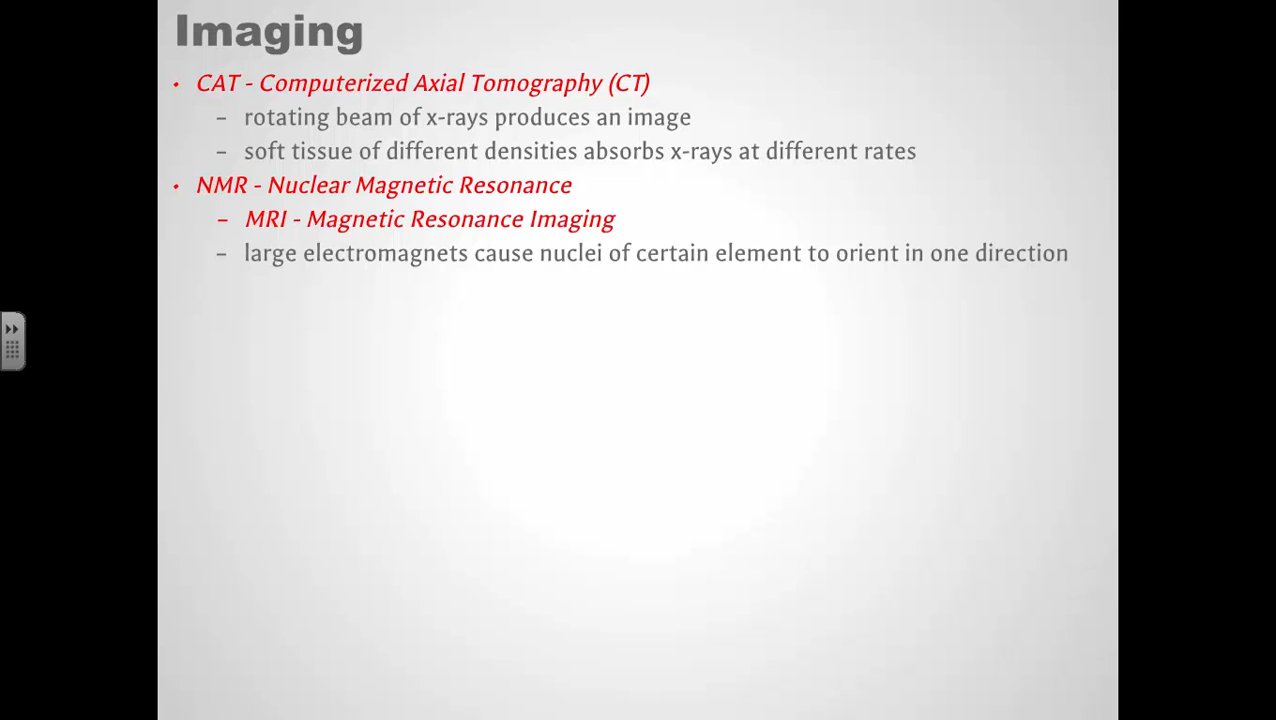 Imaging
• CAT - Computerized Axial Tomography (CT)
– rotating beam of x-rays produces an image
– soft tissue of different densities absorbs x-rays at different rates
• NMR - Nuclear Magnetic Resonance
– MRI - Magnetic Resonance Imaging
– large electromagnets cause nuclei of certain element to orient in one direction